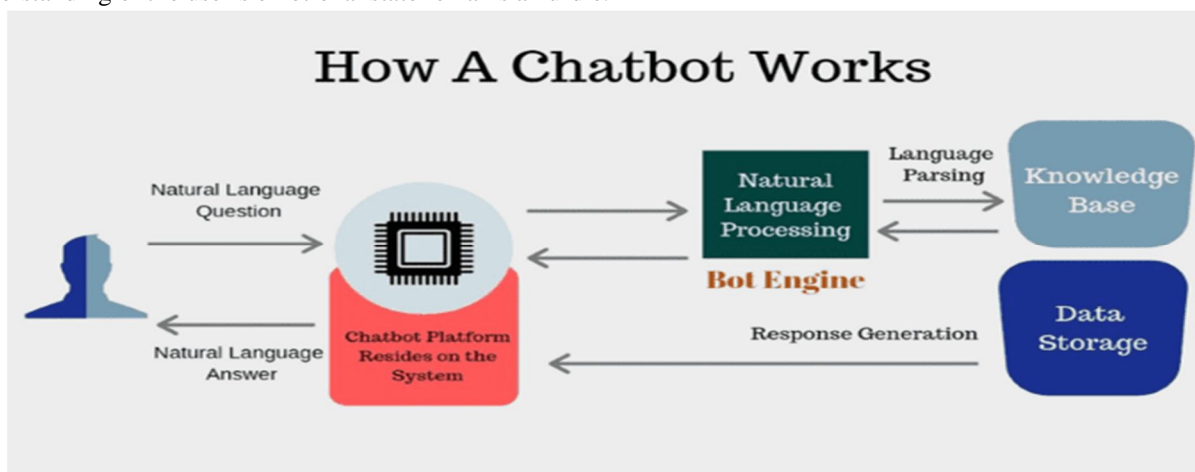 How A Chatbot Works
Natural Language
Question
Natural Language
Answer
Chatbot Platform
Resides on the
System
Natural
Language
Processing
Bot Engine
Language
Parsing
Knowledge
Base
Response Generation
Data
Storage